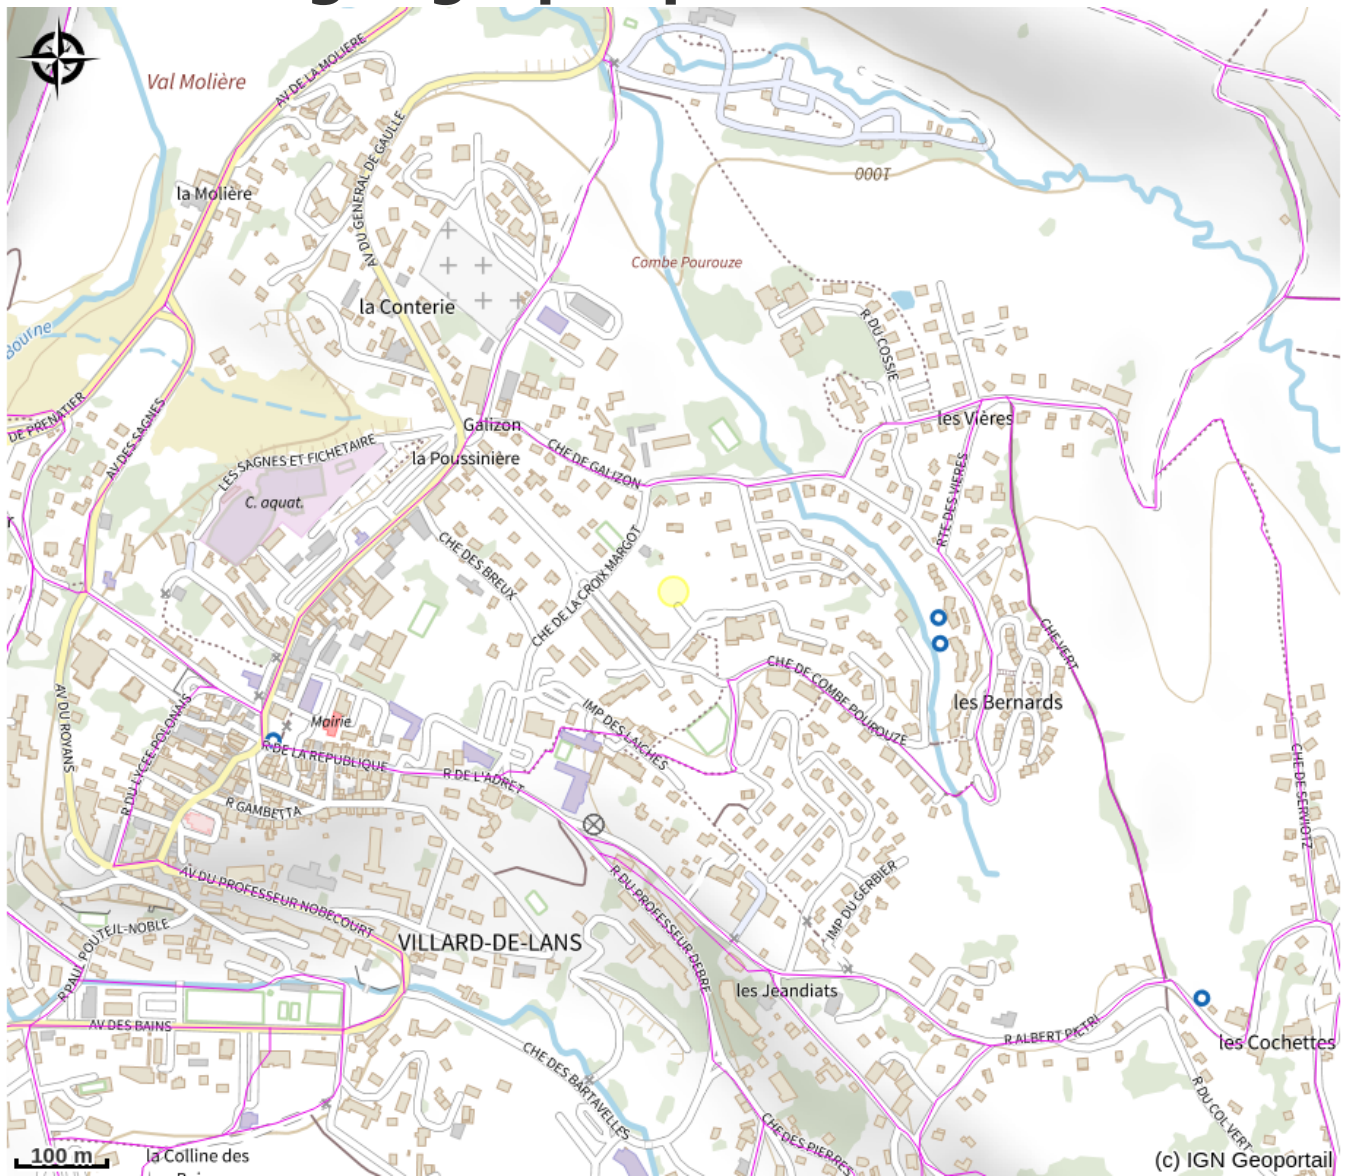 Val Molière
AV DE LA MOLIERE
AV DU GENERAL DE GAULLE
la Molière
1000
Combe Pourouze
la Conterie
Bourne
R DU COSSIE
DE PRENATIER
AV DES SAGNES
LES SAGNES ET FICHETAIRE
Galizon
la Poussinière
CHE DE GALIZON
les Vières
C. aquat.
r
RTE DES VIERES
CHE DES BREUX
CHE DE LA CROIX MARGOT
CHE VERT
AV DU ROYANS
R DU LYCEE POLONAIS
Mairie
R DE LA REPUBLIQUE
R DE L'ADRET
IMP DES LAICHES
CHE DE COMBE POUROUZE
les Bernards
CHE DE SERVIOTZ
R GAMBETTA
AV DU PROFESSEUR NOBECOURT
R DU PROFESSEUR DEBRE
IMP DU GERBIER
R PAUL POUTEIL-NOBLE
VILLARD-DE-LANS
les Jeandiats
AV DES BAINS
R ALBERT PIETRI
les Cochettes
CHE DES BARTAVELLES
R DU COL VERT
CHE DES PIERRES
la Colline des
100 m
(c) IGN Geoportail